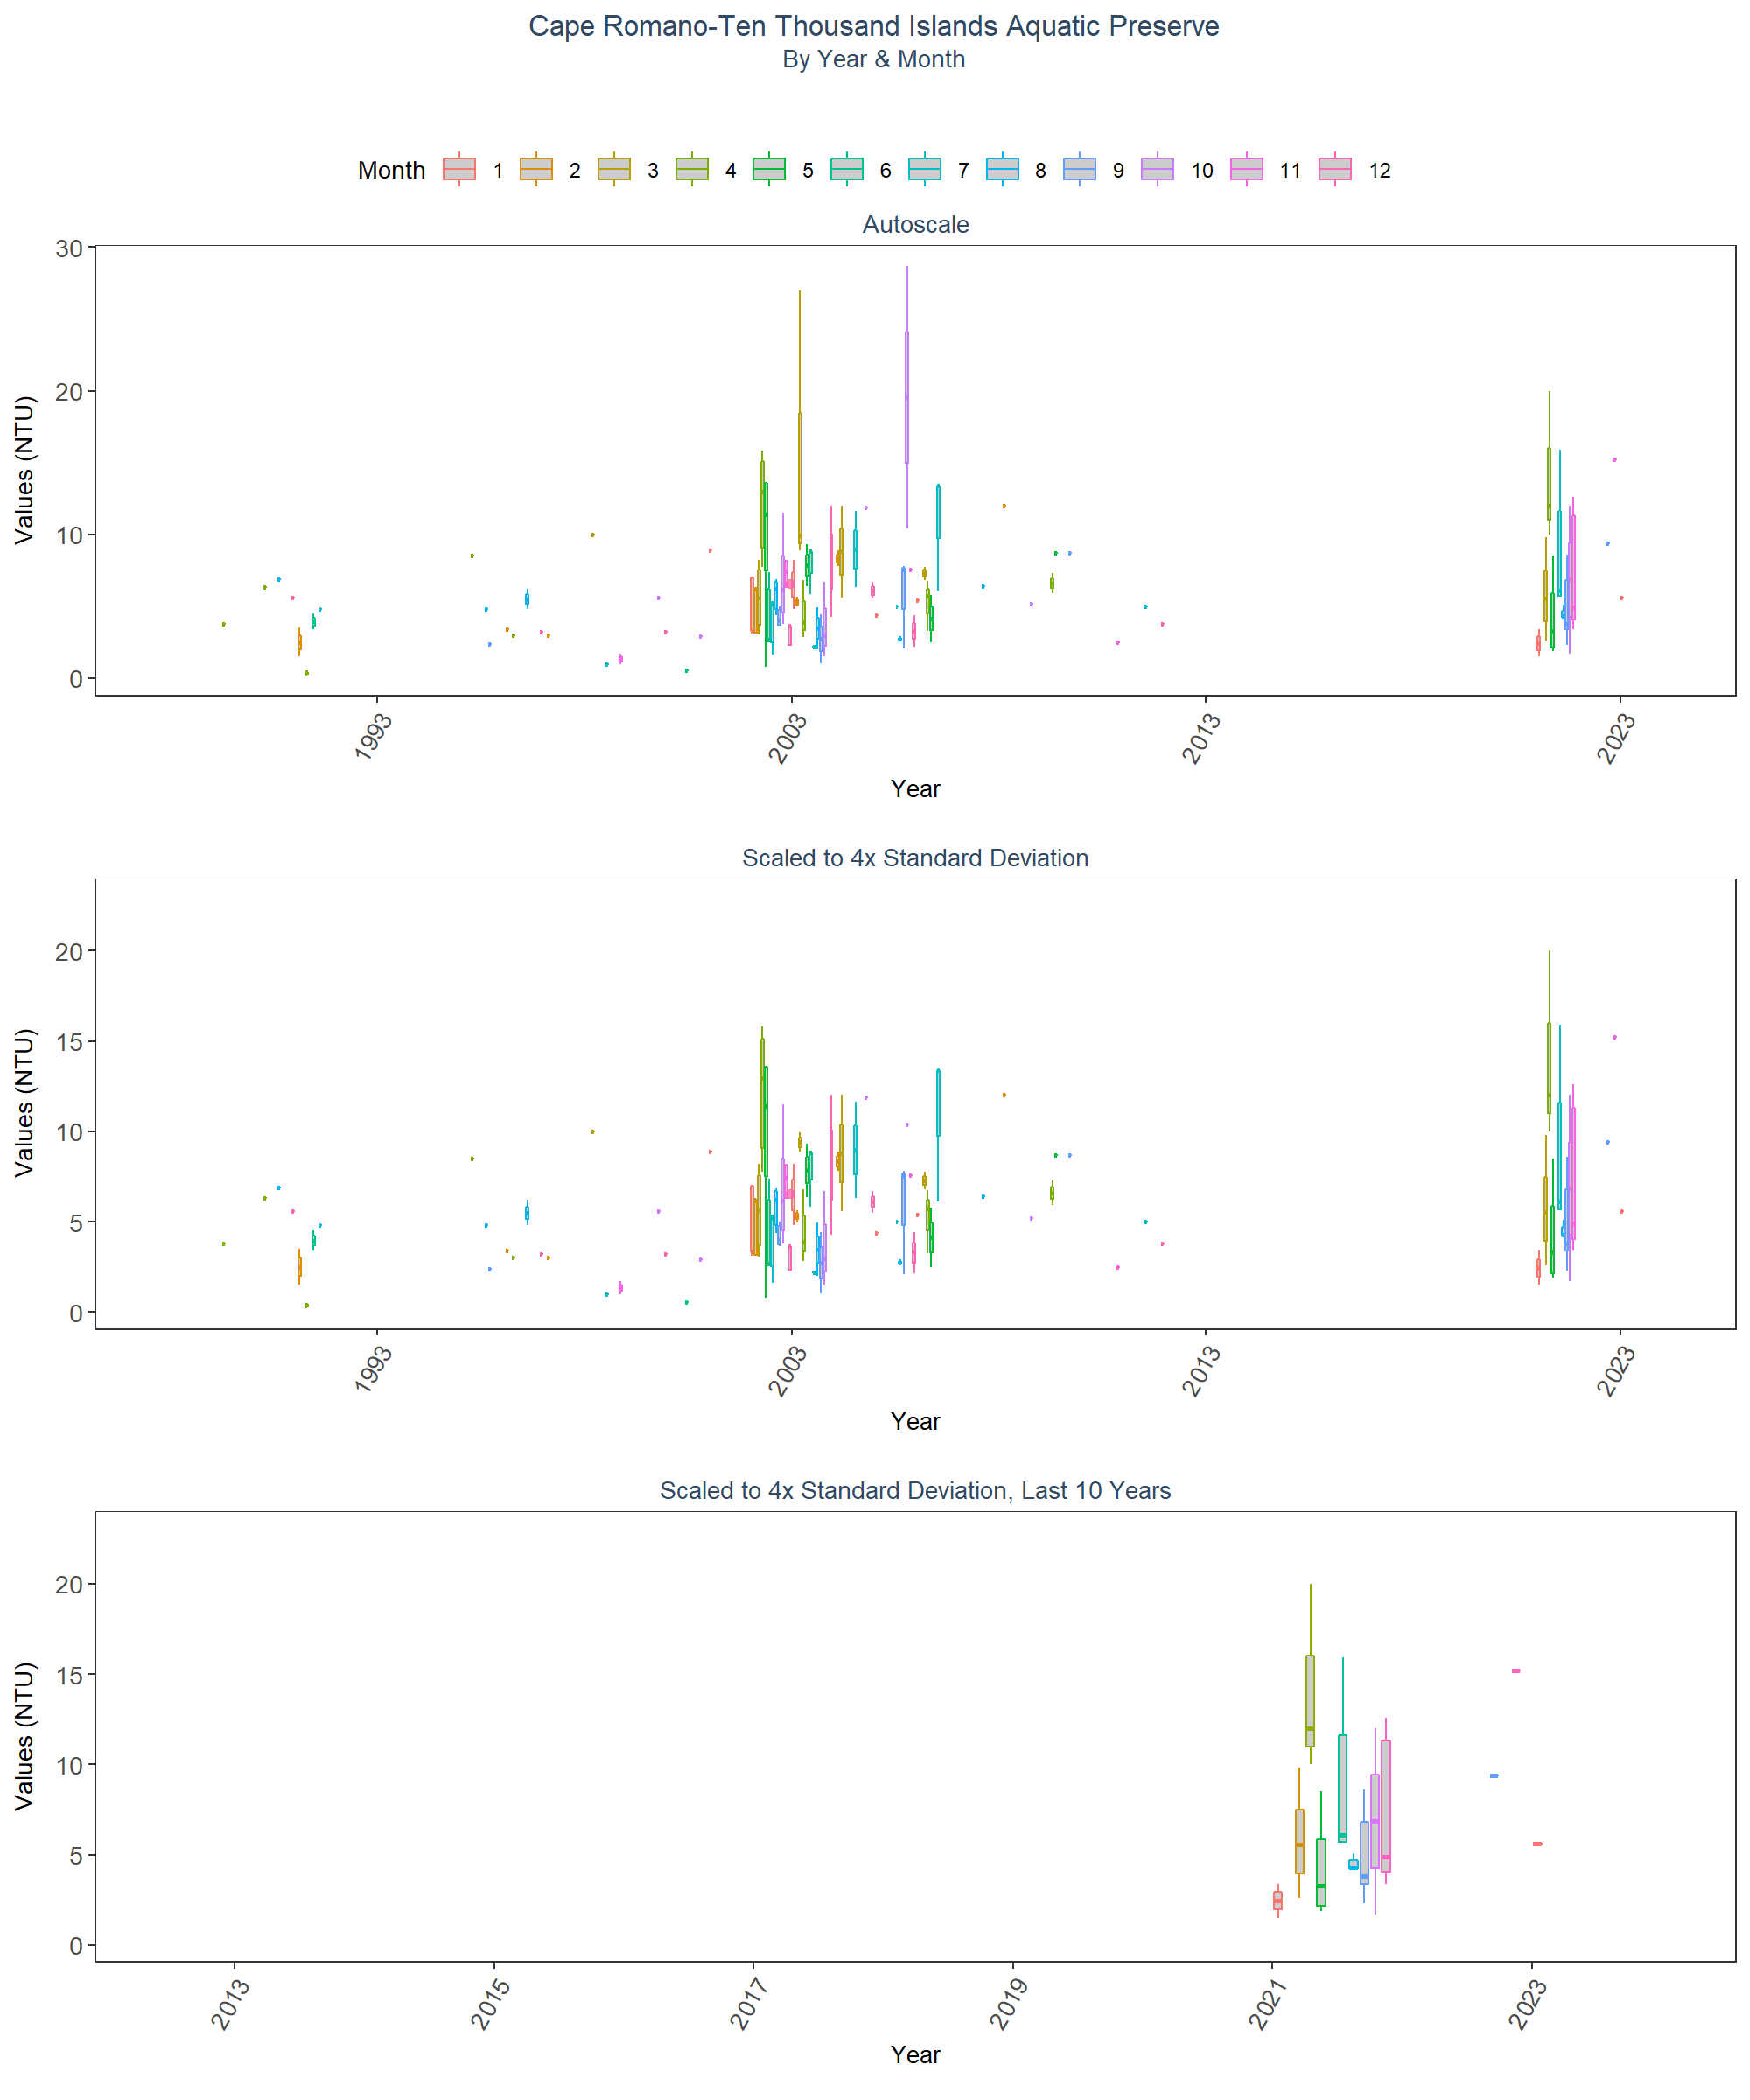 Cape Romano-Ten Thousand Islands Aquatic Preserve
By Year & Month
Month 1 2 3 4 5 6 7 8 9 10 11 12
Autoscale
Values (NTU)
30
20
10
0
1993 2003 2013 2023
Year
Scaled to 4x Standard Deviation
Values (NTU)
20
15
10
5
0
1993 2003 2013 2023
Year
Scaled to 4x Standard Deviation, Last 10 Years
Values (NTU)
20
15
10
5
0
2013 2015 2017 2019 2021 2023
Year